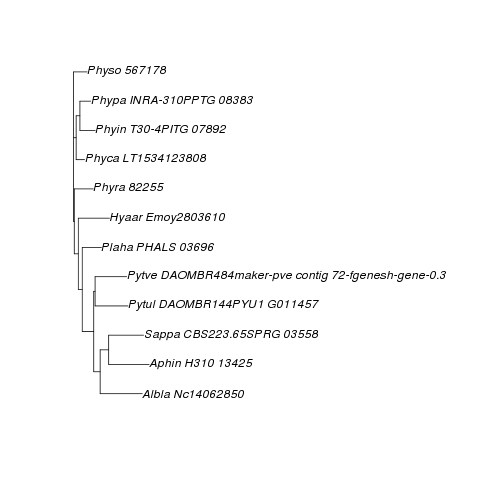 Physo 567178
Phypa INRA-310PPTG 08383
Phyin T30-4PITG 07892
Phyca LT1534123808
Phyra 82255
Hyaar Emoy2803610
Plaha PHALS 03696
Pytve DAOMBR484maker-pve contig 72-fgenesh-gene-0.3
Pytul DAOMBR144PYU1 G011457
Sappa CBS223.65SPRG 03558
Aphin H310 13425
Albla Nc14062850